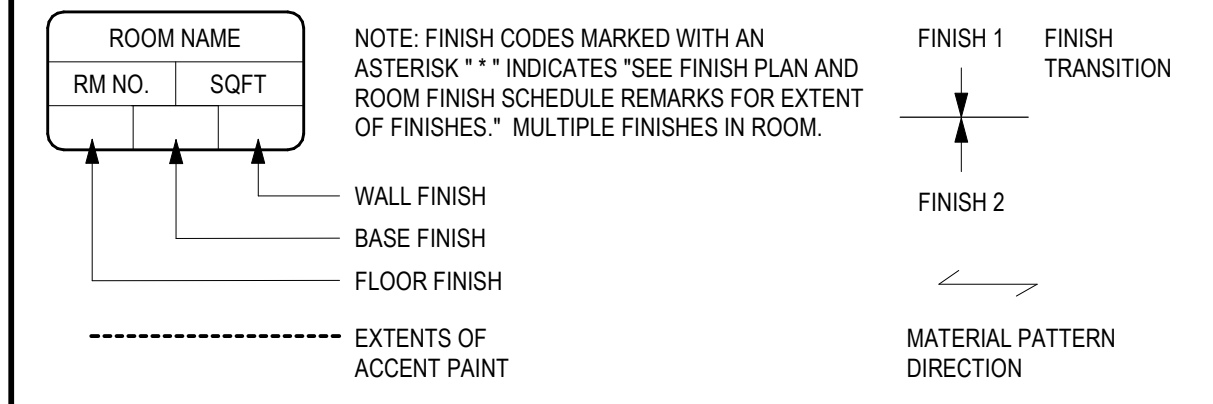 ROOM NAME
RM NO. SQFT
NOTE: FINISH CODES MARKED WITH AN
ASTERISK " * " INDICATES "SEE FINISH PLAN AND
ROOM FINISH SCHEDULE REMARKS FOR EXTENT
OF FINISHES." MULTIPLE FINISHES IN ROOM.
WALL FINISH
BASE FINISH
FLOOR FINISH
EXTENTS OF
ACCENT PAINT
FINISH 1
FINISH
TRANSITION
FINISH 2
MATERIAL PATTERN
DIRECTION